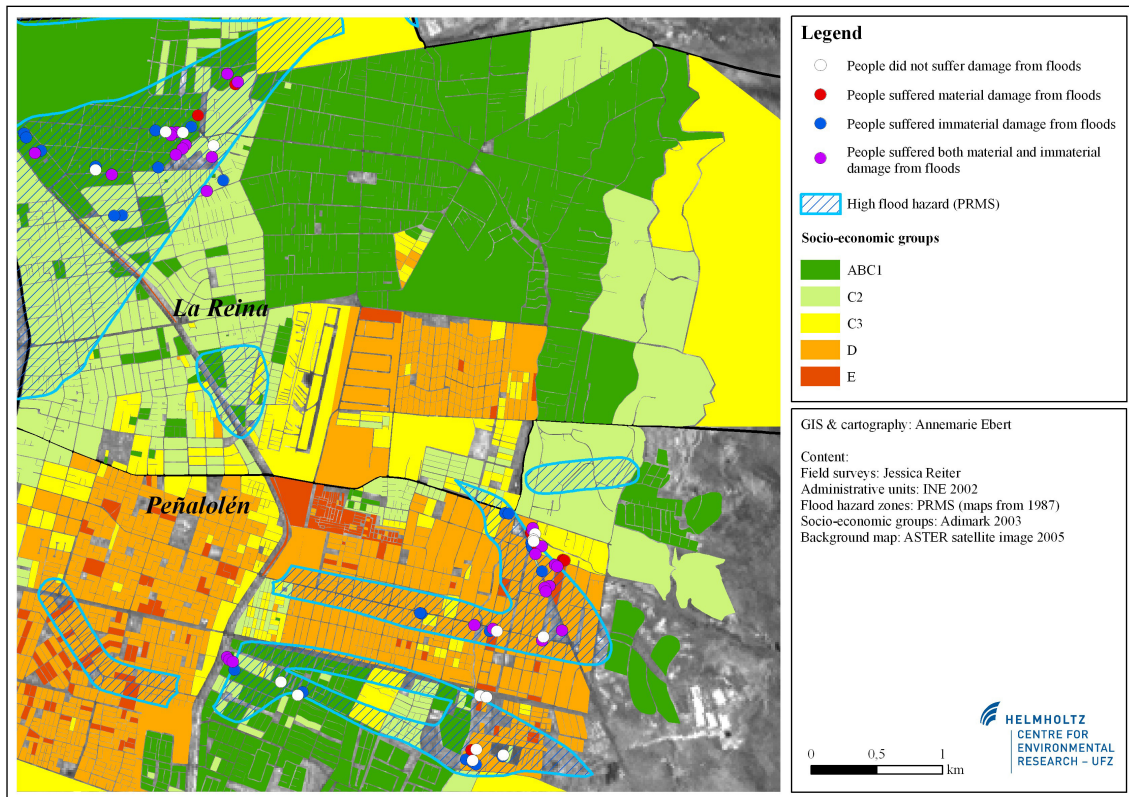 La Reina
Peñalolén
Legend
People did not suffer damage from floods
People suffered material damage from floods
People suffered immaterial damage from floods
People suffered both material and immaterial
damage from floods
High flood hazard (PRMS)
Socio-economic groups
ABC1
C2
C3
D
E
GIS & cartography: Annemarie Ebert
Content:
Field surveys: Jessica Reiter
Administrative units: INE 2002
Flood hazard zones: PRMS (maps from 1987)
Socio-economic groups: Adimark 2003
Background map: ASTER satellite image 2005
0 0,5 1
km
HELMHOLTZ
CENTRE FOR
ENVIRONMENTAL
RESEARCH – UFZ